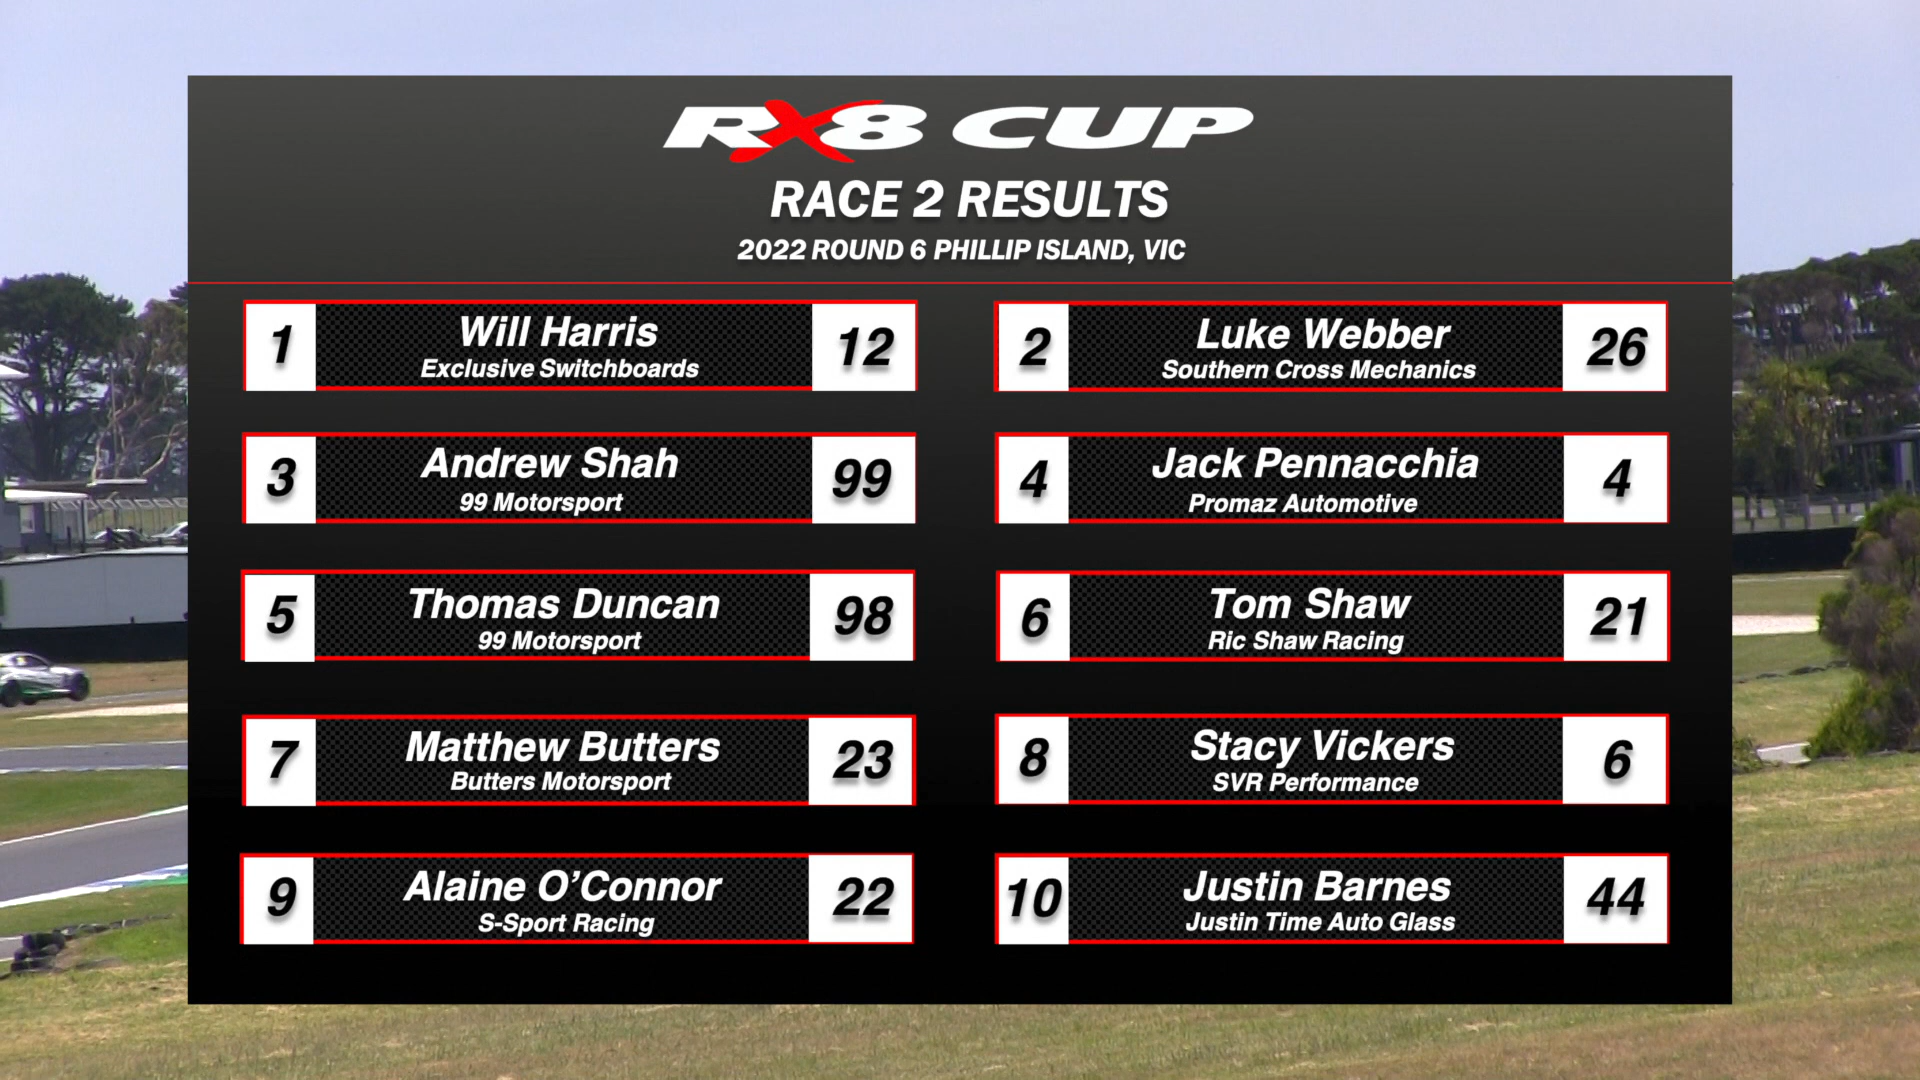 RX8 CUP
RACE 2 RESULTS
2022 ROUND 6 PHILLIP ISLAND, VIC
1 Will Harris 12
Exclusive Switchboards
2 Luke Webber 26
Southern Cross Mechanics
3 Andrew Shah 99
99 Motorsport
4 Jack Pennacchia 4
Promaz Automotive
5 Thomas Duncan 98
99 Motorsport
6 Tom Shaw 21
Ric Shaw Racing
7 Matthew Butters 23
Butters Motorsport
8 Stacy Vickers 6
SVR Performance
9 Alaine O’Connor 22
S-Sport Racing
10 Justin Barnes 44
Justin Time Auto Glass